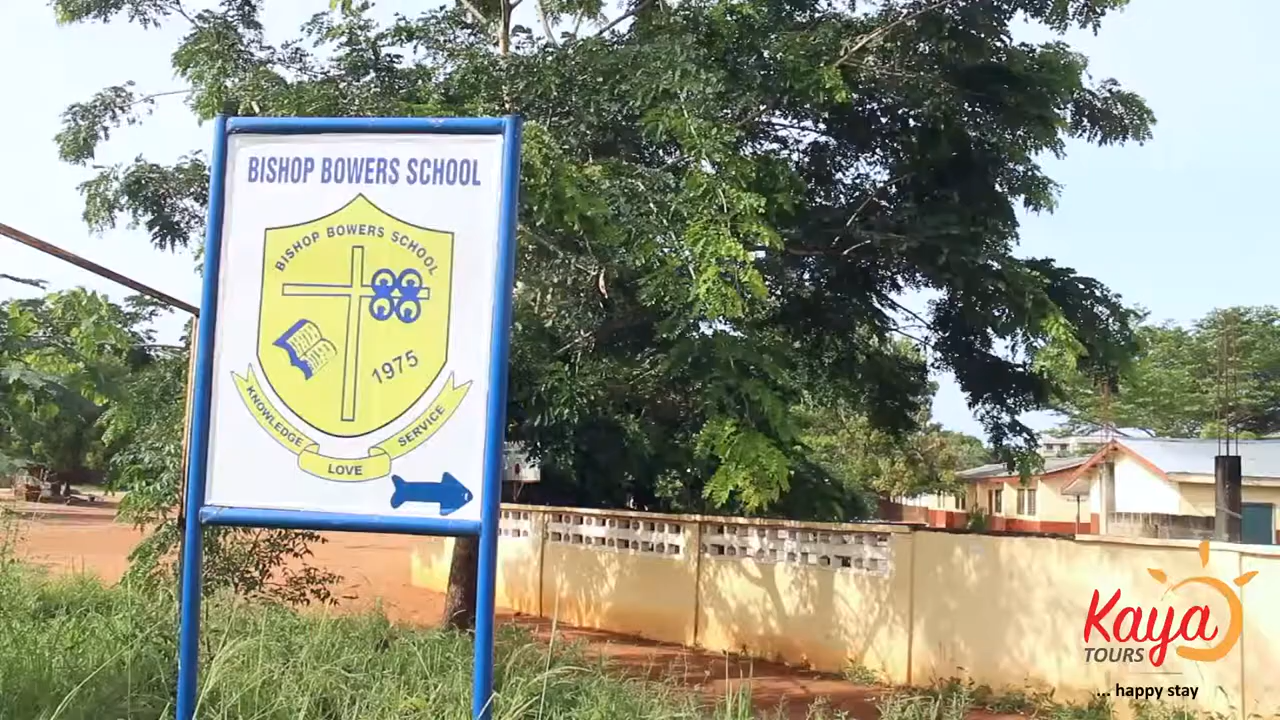 BISHOP BOWERS SCHOOL
BISHOP BOWERS SCHOOL
1975
KNOWLEDGE
LOVE
SERVICE
Kaya
TOURS
... happy stay